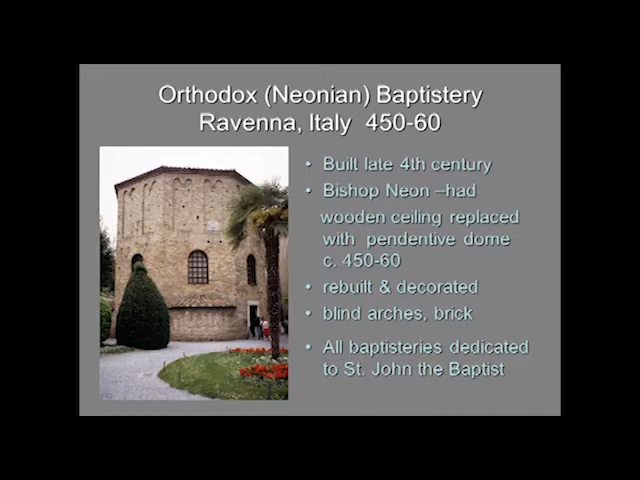 Orthodox (Neonian) Baptistery
Ravenna, Italy 450-60
• Built late 4th century
• Bishop Neon –had
wooden ceiling replaced
with pendentive dome
c. 450-60
• rebuilt & decorated
• blind arches, brick
• All baptisteries dedicated
to St. John the Baptist